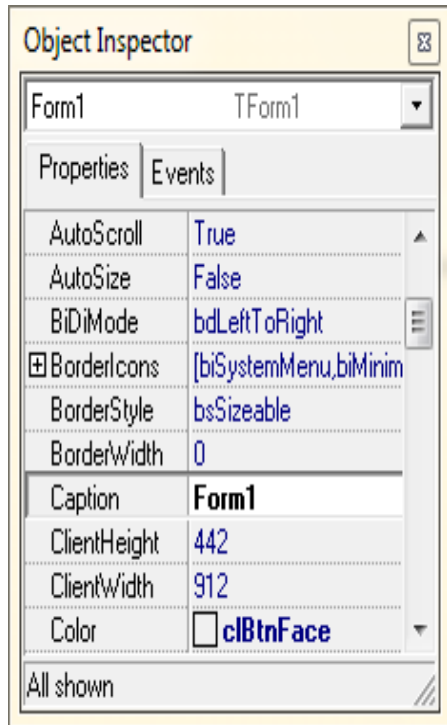 Object Inspector
Form1 TForm1
Properties Events
AutoScroll True
AutoSize False
BiDiMode bdLeftToRight
BorderIcons [biSystemMenu,biMinim
BorderStyle bsSizeable
BorderWidth 0
Caption Form1
ClientHeight 442
ClientWidth 912
Color clBtnFace
All shown